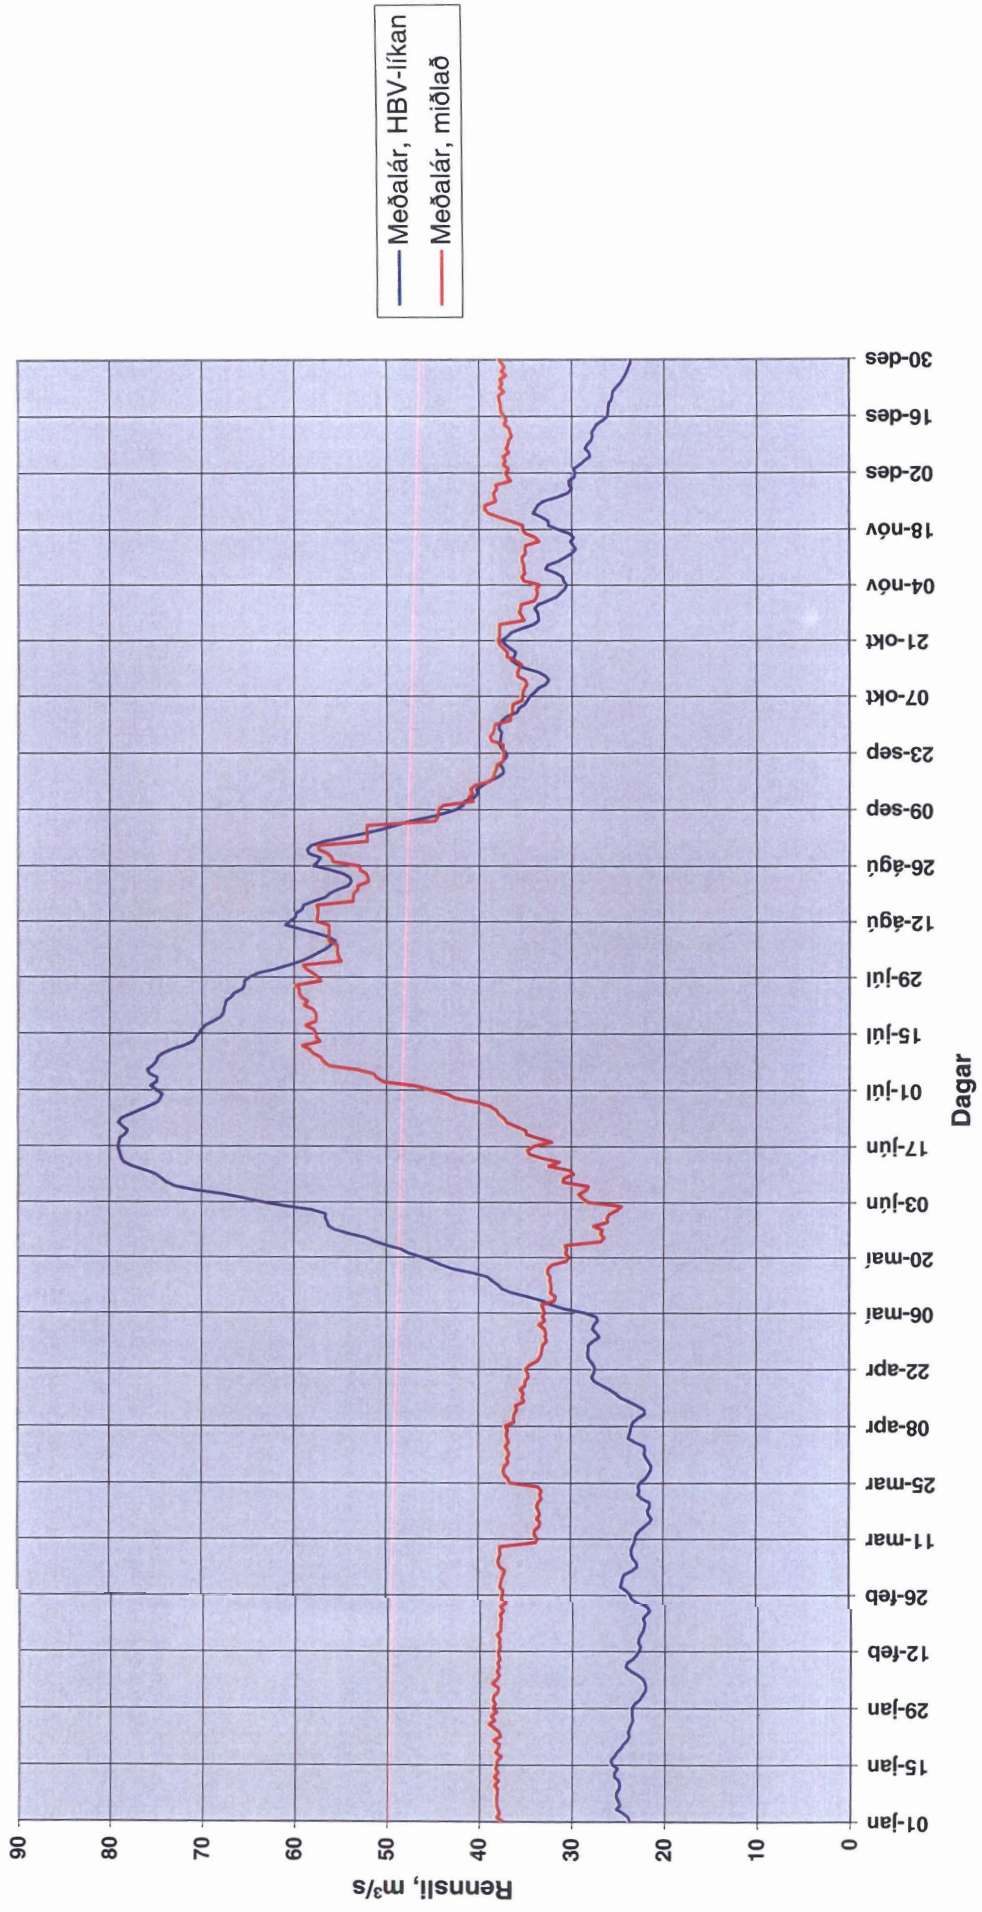 Meðalár, HBV-líkan
Meðalár, miðlað
Rennsli, m³/s
90
80
70
60
50
40
30
20
10
0
01-jan
15-jan
29-jan
12-feb
26-feb
11-mar
25-mar
08-apr
22-apr
06-maí
20-maí
03-jún
17-jún
01-júl
15-júl
29-júl
12-ágú
26-ágú
09-sep
23-sep
07-okt
21-okt
04-nóv
18-nóv
02-des
16-des
30-des
Dagar